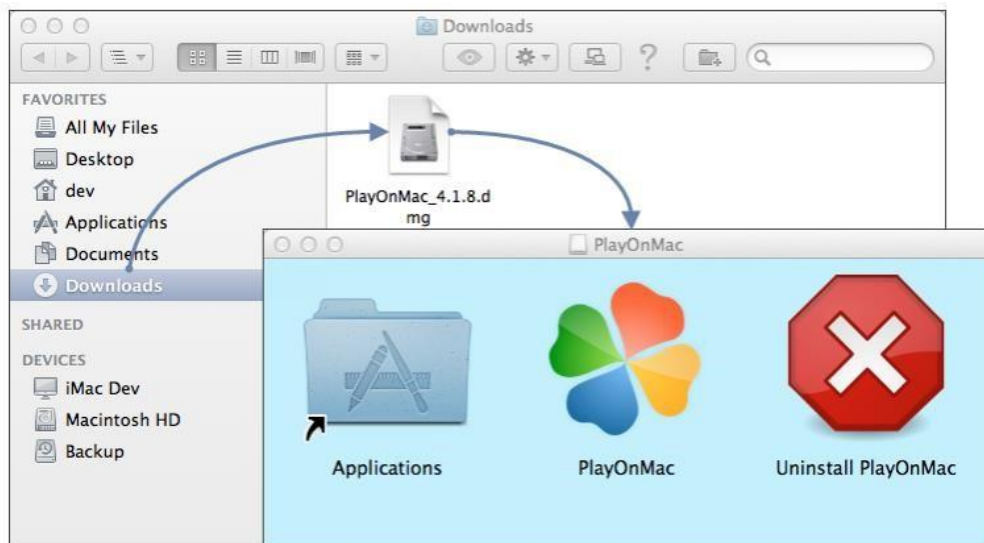 Downloads
FAVORITES
All My Files
Desktop
dev
Applications
Documents
Downloads
SHARED
DEVICES
iMac Dev
Macintosh HD
Backup
PlayOnMac_4.1.8.d
mg
PlayOnMac
Applications
PlayOnMac
Uninstall PlayOnMac